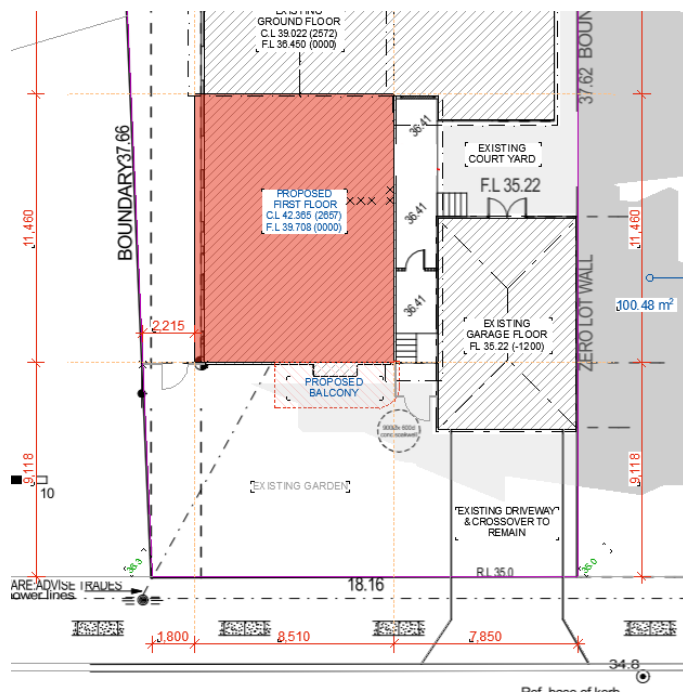 EXISTING
GROUND FLOOR
C.L 39.022 (2572)
F.L 36.450 (0000)
37.62 BOUN
BOUNDARY37.66
36.41
EXISTING
COURT YARD
F.L 35.22
PROPOSED
FIRST FLOOR
C.L 42.365 (2657)
F.L 39.708 (0000)
36.41
11,460
11,460
ZERO LOT WALL
36.41
100.48 m²
2,215
EXISTING
GARAGE FLOOR
FL 35.22 (-1200)
PROPOSED
BALCONY
9,118
9,118
10
EXISTING GARDEN
EXISTING DRIVEWAY
& CROSSOVER TO
REMAIN
R.L 35.0
35.0
ARE:ADVISE TRADES
ower lines
18.16
1,800
8,510
7,850
34.8
Ref. base of kerb